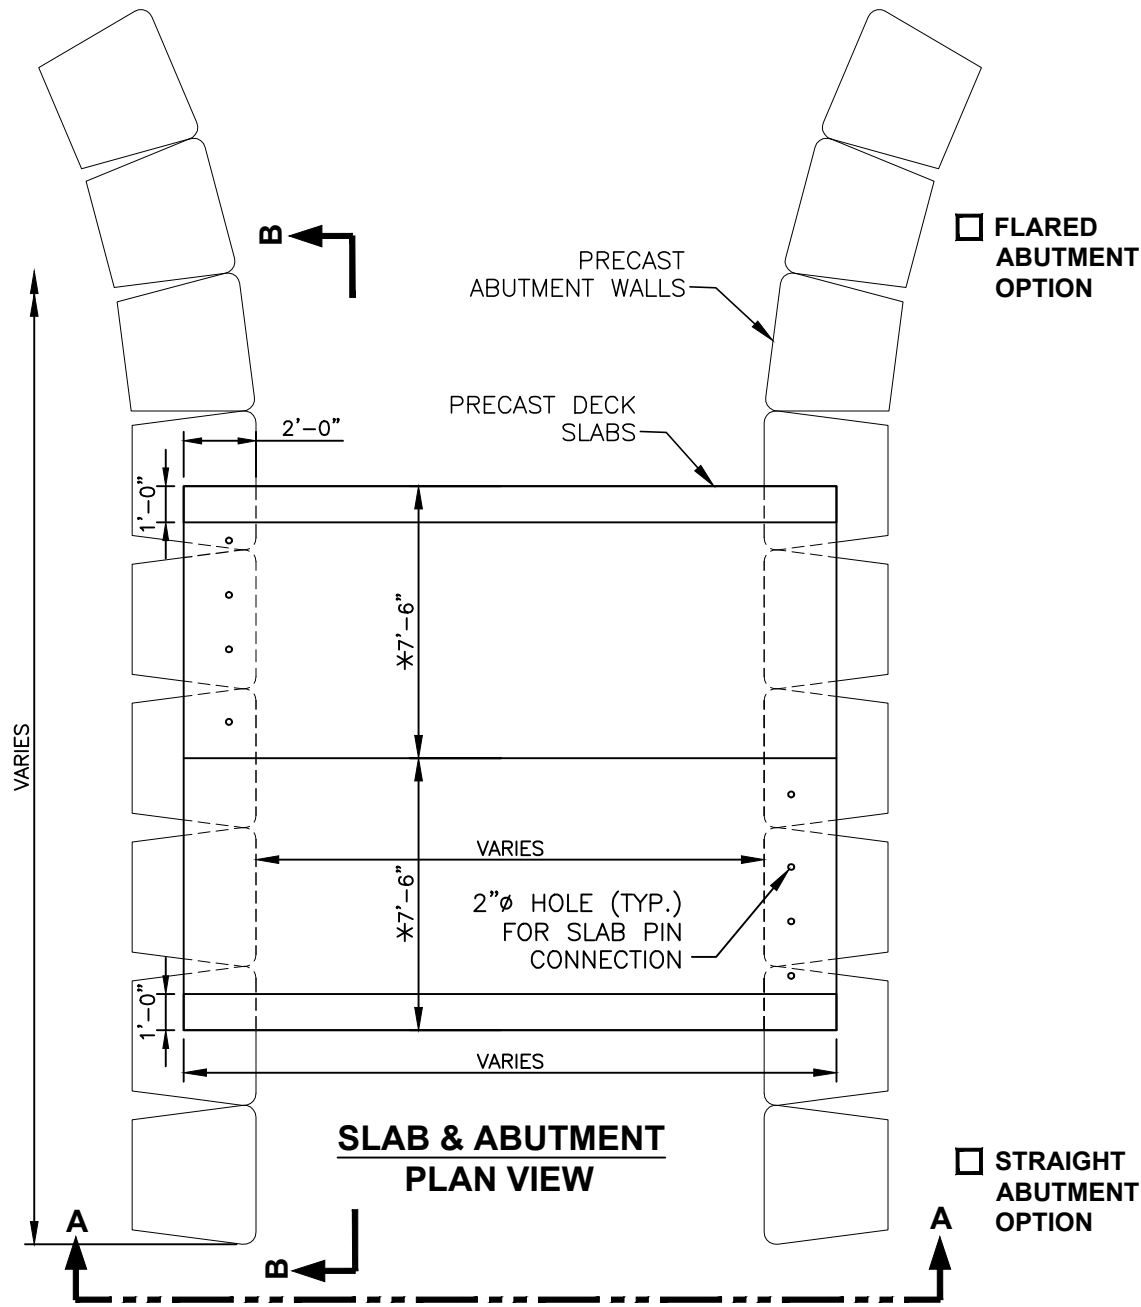 B
FLARED
ABUTMENT
OPTION
PRECAST
ABUTMENT WALLS
PRECAST DECK
SLABS
2'-0"
1'-0"
*7'-6"
VARIES
VARIES
*7'-6"
2"ø HOLE (TYP.)
FOR SLAB PIN
CONNECTION
1'-0"
VARIES
SLAB & ABUTMENT
PLAN VIEW
STRAIGHT
ABUTMENT
OPTION
A
A
B